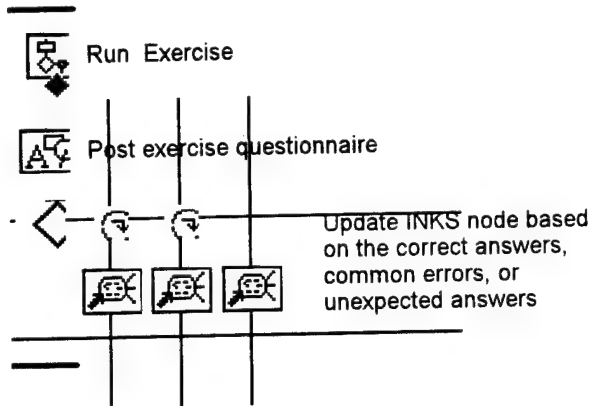 Run Exercise
Post exercise questionnaire
Update INKS node based
on the correct answers,
common errors, or
unexpected answers